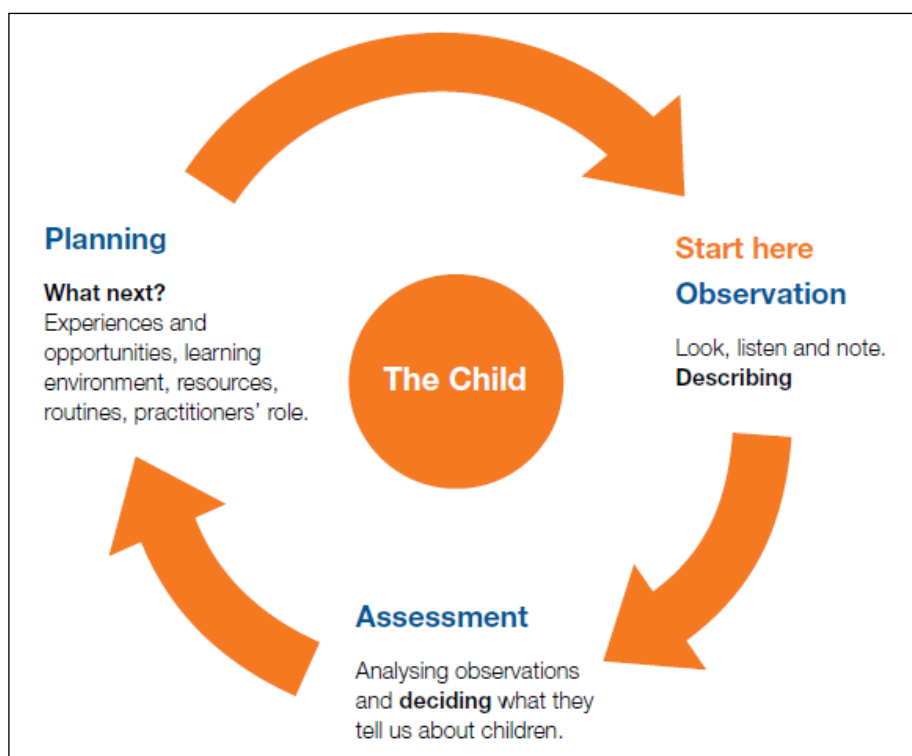 Planning
What next?
Experiences and
opportunities, learning
environment, resources,
routines, practitioners’ role.
The Child
Start here
Observation
Look, listen and note.
Describing
Assessment
Analysing observations
and deciding what they
tell us about children.